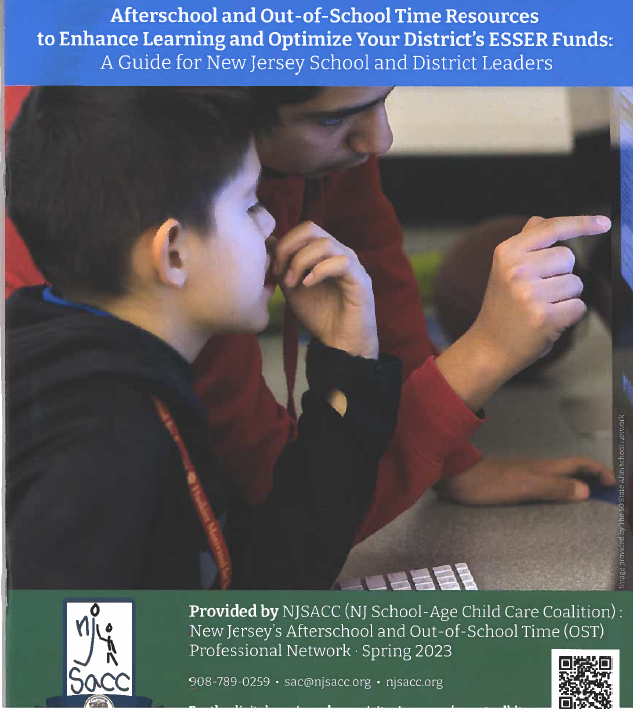 Afterschool and Out-of-School Time Resources
to Enhance Learning and Optimize Your District's ESSER Funds:
A Guide for New Jersey School and District Leaders
Image provided by The 50 State Afterschool Network
nj
sacc
Provided by NJSACC (NJ School-Age Child Care Coalition) :
New Jersey's Afterschool and Out-of-School Time (OST)
Professional Network · Spring 2023
908-789-0259 • sac@njsacc.org • njsacc.org